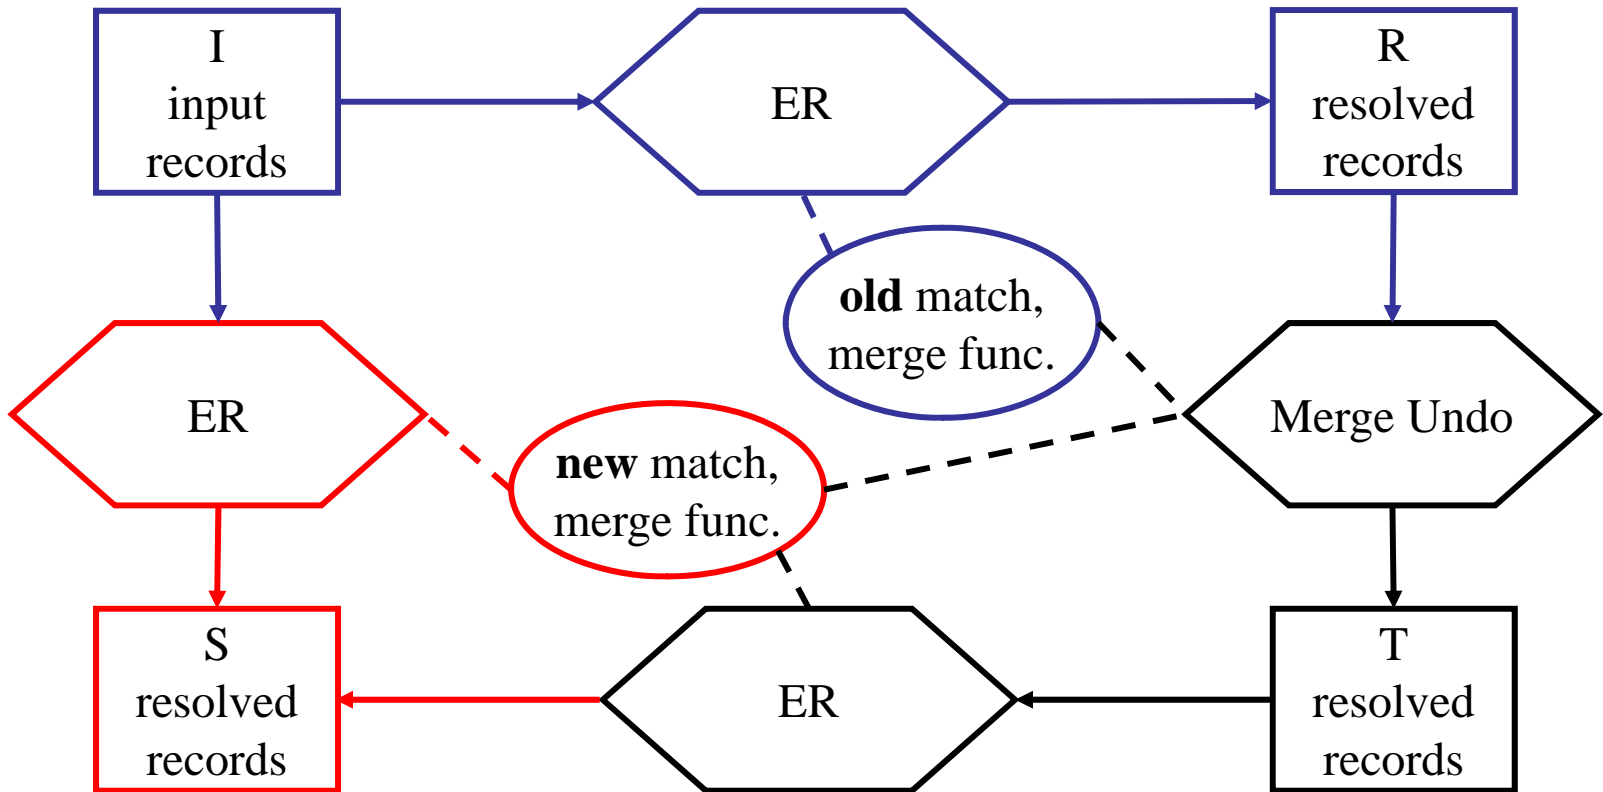 I
input
records
ER
R
resolved
records
old match,
merge func.
ER
new match,
merge func.
Merge Undo
S
resolved
records
ER
T
resolved
records